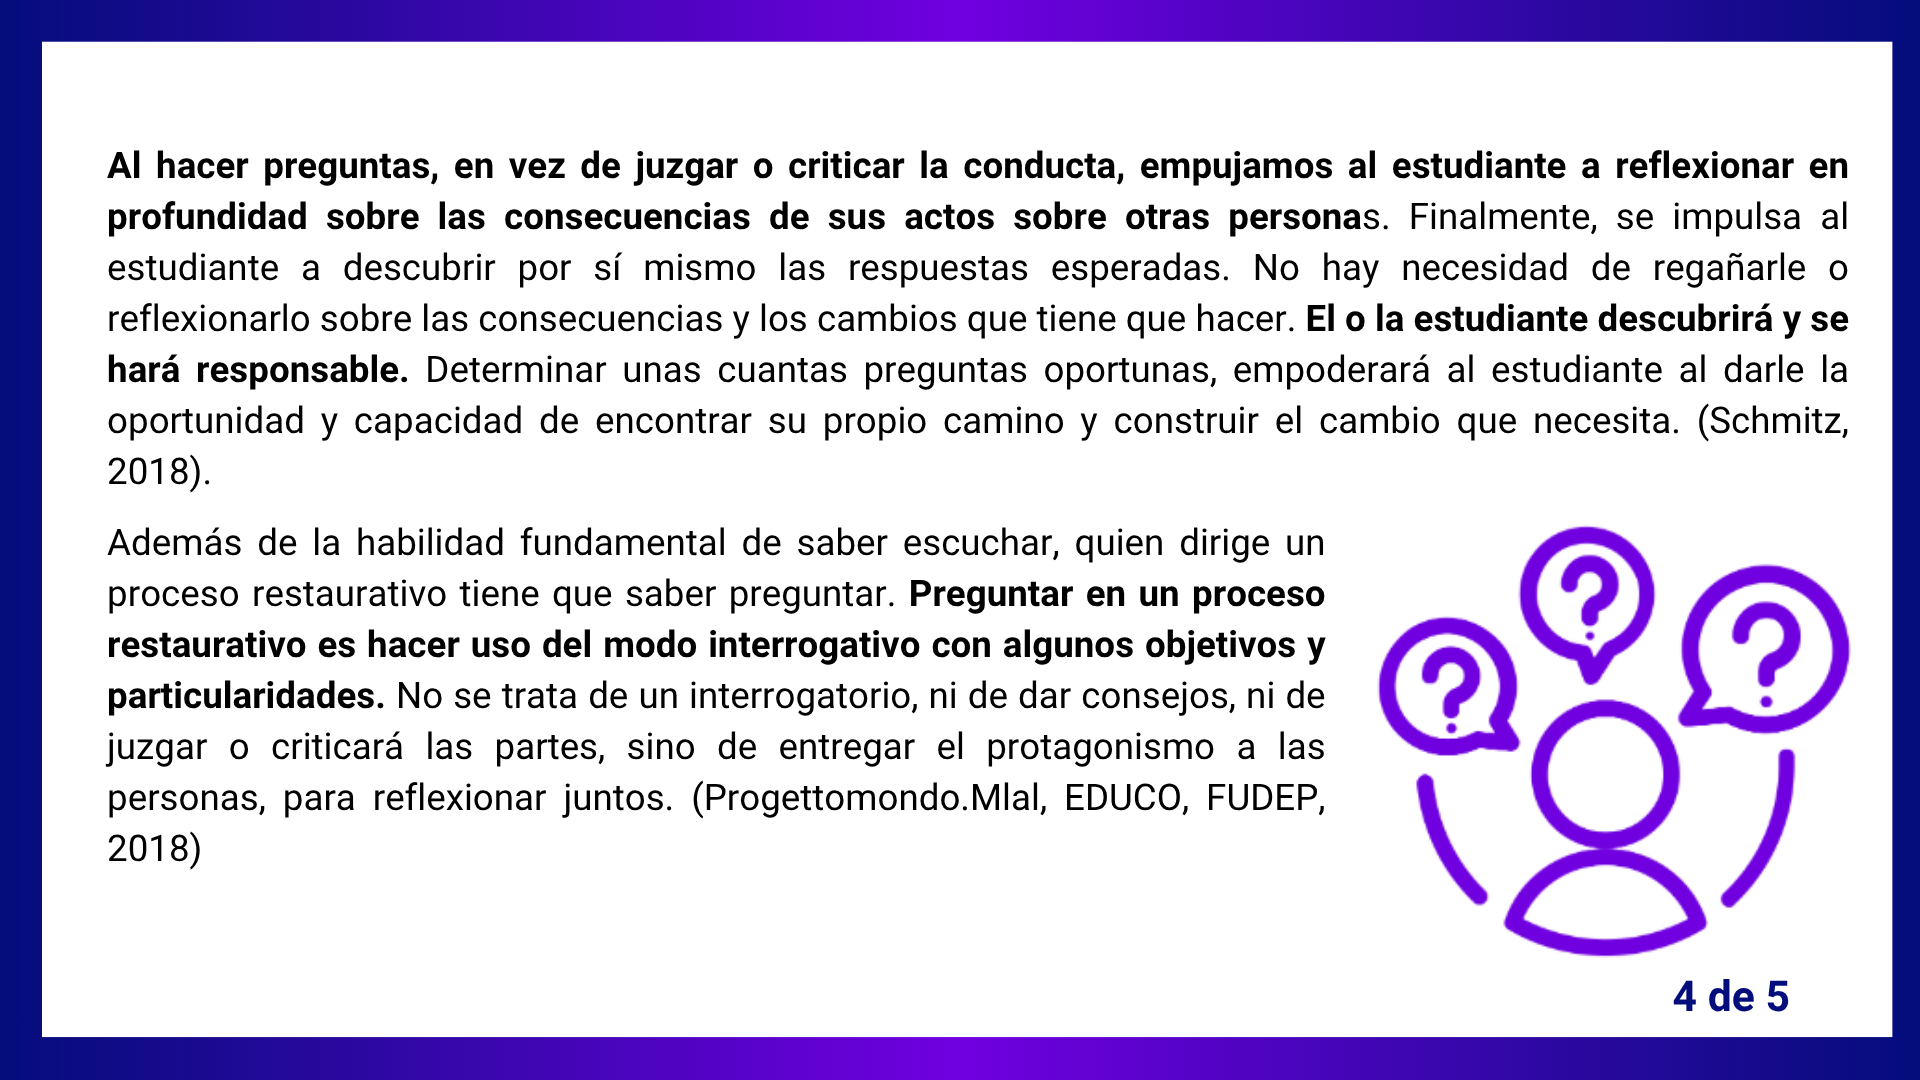 Al hacer preguntas, en vez de juzgar o criticar la conducta, empujamos al estudiante a reflexionar en
profundidad sobre las consecuencias de sus actos sobre otras personas. Finalmente, se impulsa al
estudiante a descubrir por sí mismo las respuestas esperadas. No hay necesidad de regañarle o
reflexionarlo sobre las consecuencias y los cambios que tiene que hacer. El o la estudiante descubrirá y se
hará responsable. Determinar unas cuantas preguntas oportunas, empoderará al estudiante al darle la
oportunidad y capacidad de encontrar su propio camino y construir el cambio que necesita. (Schmitz,
2018).
Además de la habilidad fundamental de saber escuchar, quien dirige un
proceso restaurativo tiene que saber preguntar. Preguntar en un proceso
restaurativo es hacer uso del modo interrogativo con algunos objetivos y
particularidades. No se trata de un interrogatorio, ni de dar consejos, ni de
juzgar o criticará las partes, sino de entregar el protagonismo a las
personas, para reflexionar juntos. (Progettomondo.Mlal, EDUCO, FUDEP,
2018)
? ? ?
4 de 5